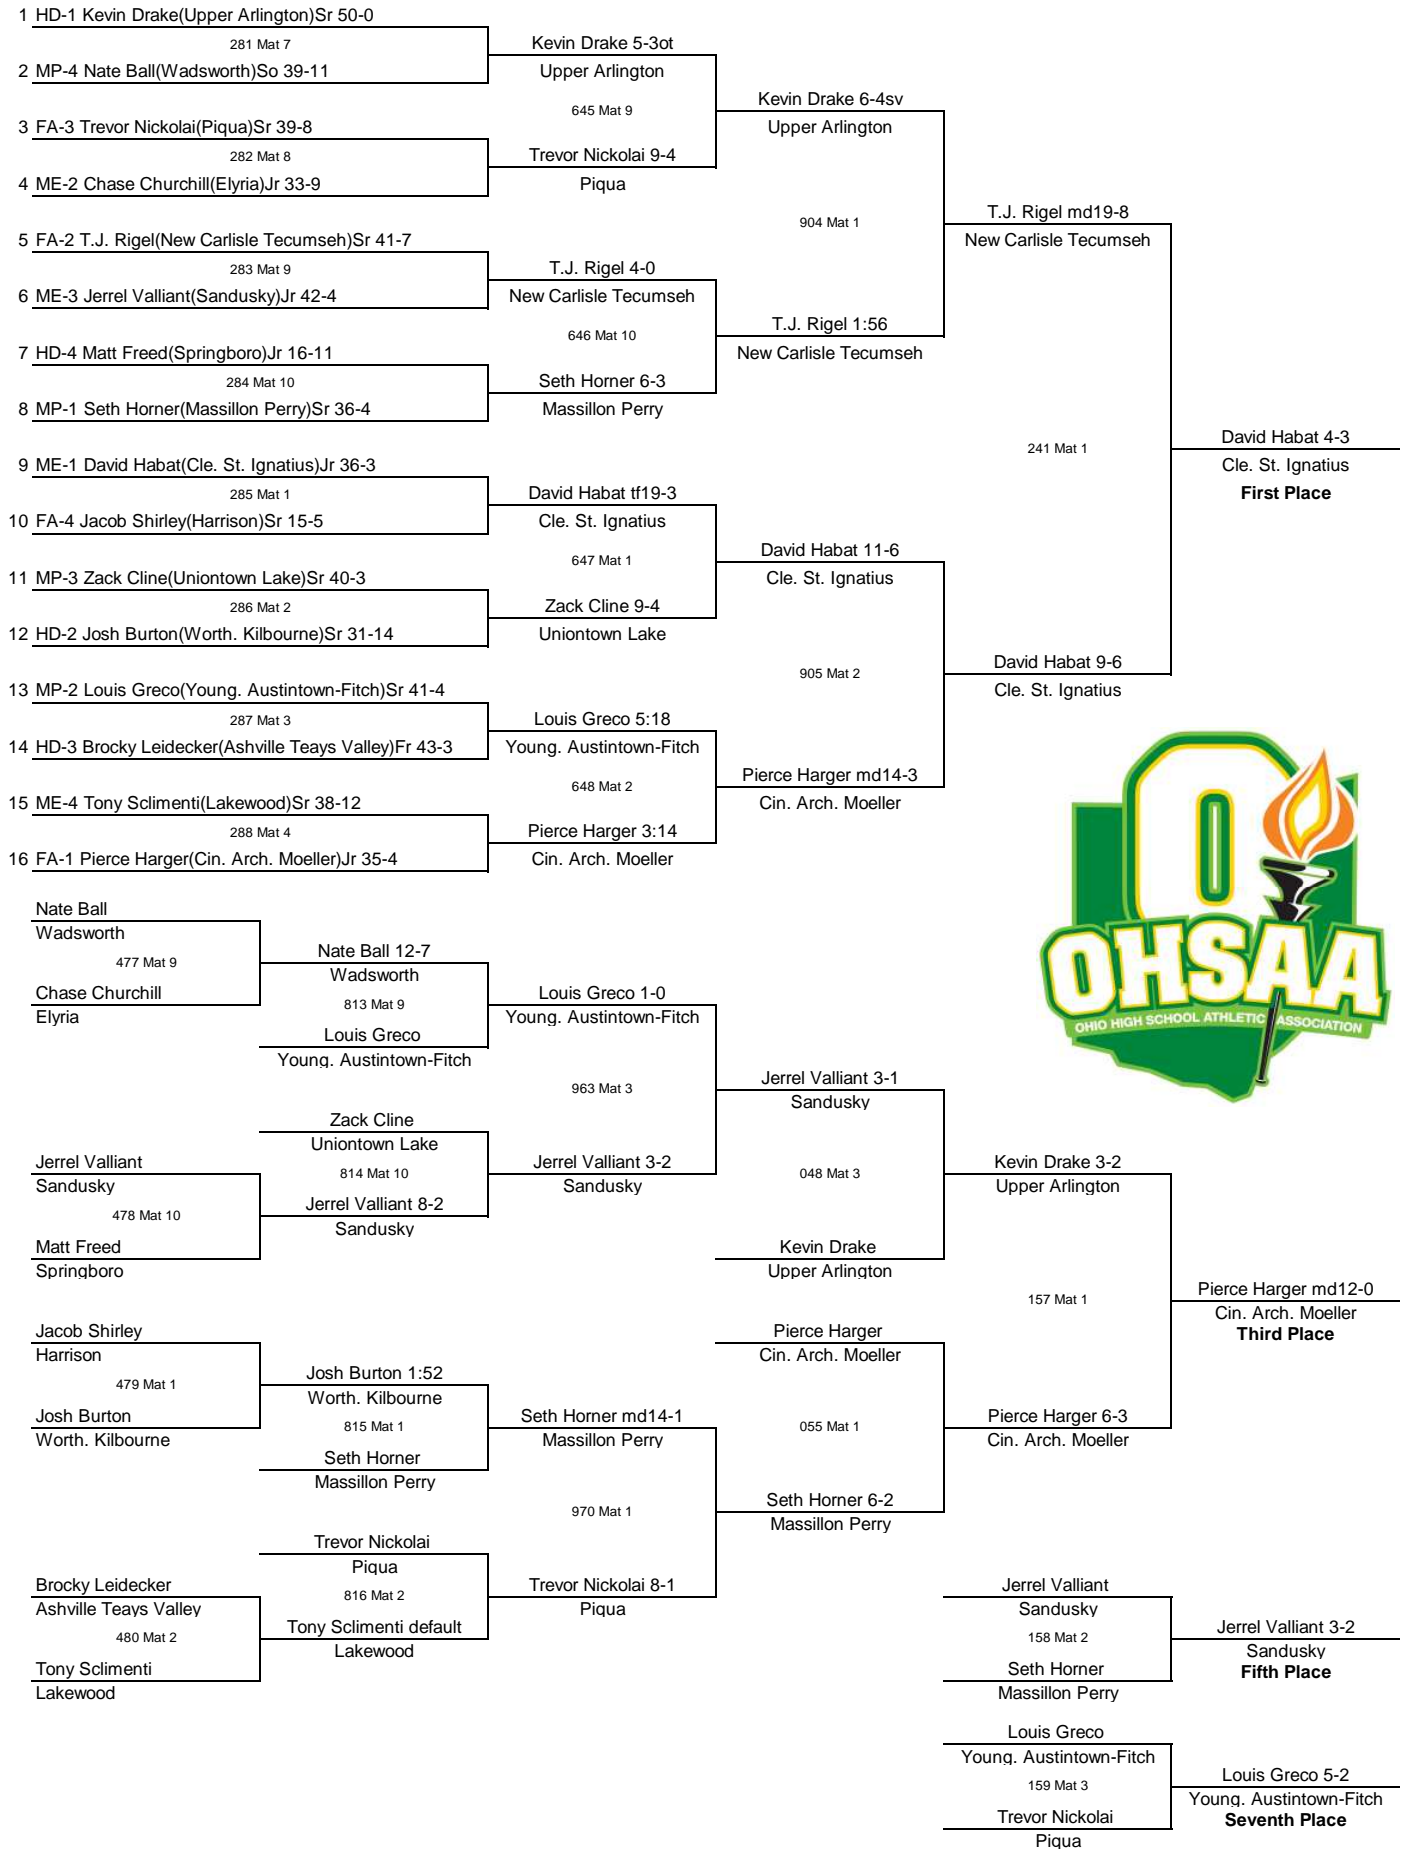 1 HD-1 Kevin Drake(Upper Arlington)Sr 50-0
281 Mat 7
2 MP-4 Nate Ball(Wadsworth)So 39-11
Kevin Drake 5-3ot
Upper Arlington
645 Mat 9
3 FA-3 Trevor Nickolai(Piqua)Sr 39-8
282 Mat 8
4 ME-2 Chase Churchill(Elyria)Jr 33-9
Trevor Nickolai 9-4
Piqua
Kevin Drake 6-4sv
Upper Arlington
904 Mat 1
5 FA-2 T.J. Rigel(New Carlisle Tecumseh)Sr 41-7
283 Mat 9
6 ME-3 Jerrel Valliant(Sandusky)Jr 42-4
T.J. Rigel 4-0
New Carlisle Tecumseh
646 Mat 10
7 HD-4 Matt Freed(Springboro)Jr 16-11
284 Mat 10
8 MP-1 Seth Horner(Massillon Perry)Sr 36-4
Seth Horner 6-3
Massillon Perry
T.J. Rigel 1:56
New Carlisle Tecumseh
T.J. Rigel md19-8
New Carlisle Tecumseh
241 Mat 1
David Habat 4-3
Cle. St. Ignatius
First Place
9 ME-1 David Habat(Cle. St. Ignatius)Jr 36-3
285 Mat 1
10 FA-4 Jacob Shirley(Harrison)Sr 15-5
David Habat tf19-3
Cle. St. Ignatius
647 Mat 1
11 MP-3 Zack Cline(Uniontown Lake)Sr 40-3
286 Mat 2
12 HD-2 Josh Burton(Worth. Kilbourne)Sr 31-14
Zack Cline 9-4
Uniontown Lake
David Habat 11-6
Cle. St. Ignatius
905 Mat 2
David Habat 9-6
Cle. St. Ignatius
13 MP-2 Louis Greco(Young. Austintown-Fitch)Sr 41-4
287 Mat 3
14 HD-3 Brocky Leidecker(Ashville Teays Valley)Fr 43-3
Louis Greco 5:18
Young. Austintown-Fitch
648 Mat 2
15 ME-4 Tony Sclimenti(Lakewood)Sr 38-12
288 Mat 4
16 FA-1 Pierce Harger(Cin. Arch. Moeller)Jr 35-4
Pierce Harger 3:14
Cin. Arch. Moeller
Pierce Harger md14-3
Cin. Arch. Moeller
O
OHSAA
OHIO HIGH SCHOOL ATHLETIC ASSOCIATION
Nate Ball
Wadsworth
477 Mat 9
Chase Churchill
Elyria
Nate Ball 12-7
Wadsworth
813 Mat 9
Louis Greco
Young. Austintown-Fitch
Louis Greco 1-0
Young. Austintown-Fitch
963 Mat 3
Zack Cline
Uniontown Lake
814 Mat 10
Jerrel Valliant
Sandusky
478 Mat 10
Matt Freed
Springboro
Jerrel Valliant 8-2
Sandusky
Jerrel Valliant 3-2
Sandusky
Jerrel Valliant 3-1
Sandusky
048 Mat 3
Kevin Drake
Upper Arlington
Kevin Drake 3-2
Upper Arlington
157 Mat 1
Pierce Harger md12-0
Cin. Arch. Moeller
Third Place
Jacob Shirley
Harrison
479 Mat 1
Josh Burton
Worth. Kilbourne
Josh Burton 1:52
Worth. Kilbourne
815 Mat 1
Seth Horner
Massillon Perry
Seth Horner md14-1
Massillon Perry
970 Mat 1
Pierce Harger
Cin. Arch. Moeller
055 Mat 1
Seth Horner 6-2
Massillon Perry
Pierce Harger 6-3
Cin. Arch. Moeller
Trevor Nickolai
Piqua
816 Mat 2
Brocky Leidecker
Ashville Teays Valley
480 Mat 2
Tony Sclimenti
Lakewood
Tony Sclimenti default
Lakewood
Trevor Nickolai 8-1
Piqua
Jerrel Valliant
Sandusky
158 Mat 2
Seth Horner
Massillon Perry
Jerrel Valliant 3-2
Sandusky
Fifth Place
Louis Greco
Young. Austintown-Fitch
159 Mat 3
Trevor Nickolai
Piqua
Louis Greco 5-2
Young. Austintown-Fitch
Seventh Place